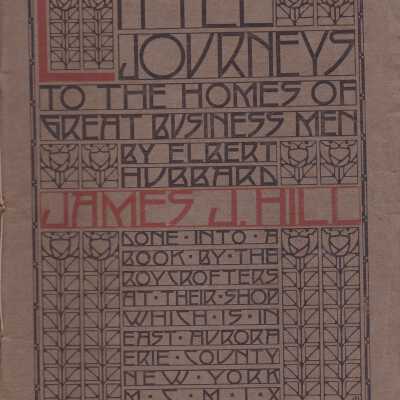 LITTLE
JOURNEYS
TO THE HOMES OF
GREAT BUSINESS MEN
BY ELBERT
HUBBARD
JAMES J. HILL
DONE·INTO·A
BOOK·BY·THE
ROYCROFTERS
AT·THEIR·SHOP
WHICH·IS·IN
EAST·AURORA
ERIE·COUNTY
NEW·YORK
M·C·M·I·X